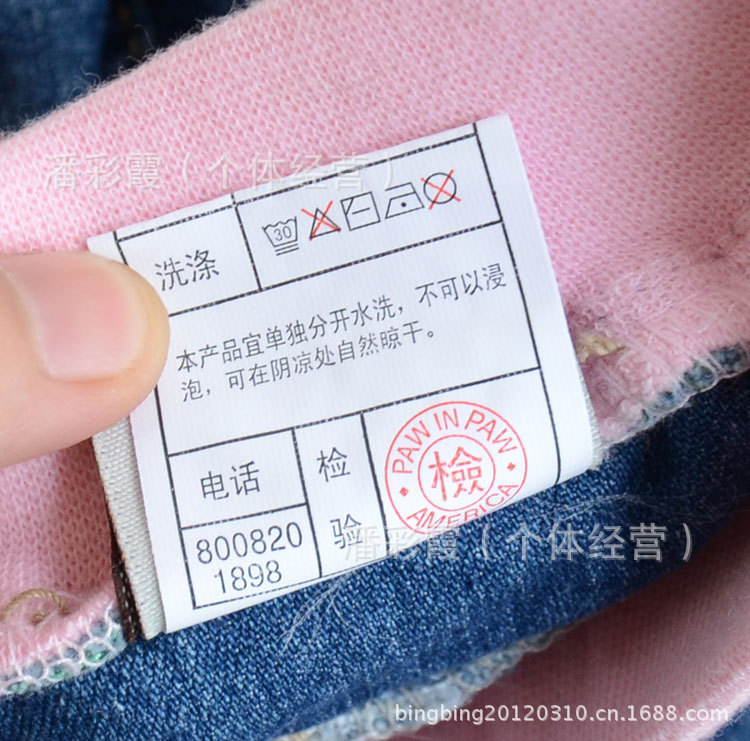 潘彩霞（个体经营）
洗涤
30
本产品宜单独分开水洗，不可以浸
泡，可在阴凉处自然晾干。
电话
800820
1898
检
验
PAW IN PAW
檢
AMERICA
潘彩霞（个体经营）
bingbing20120310.cn.1688.com